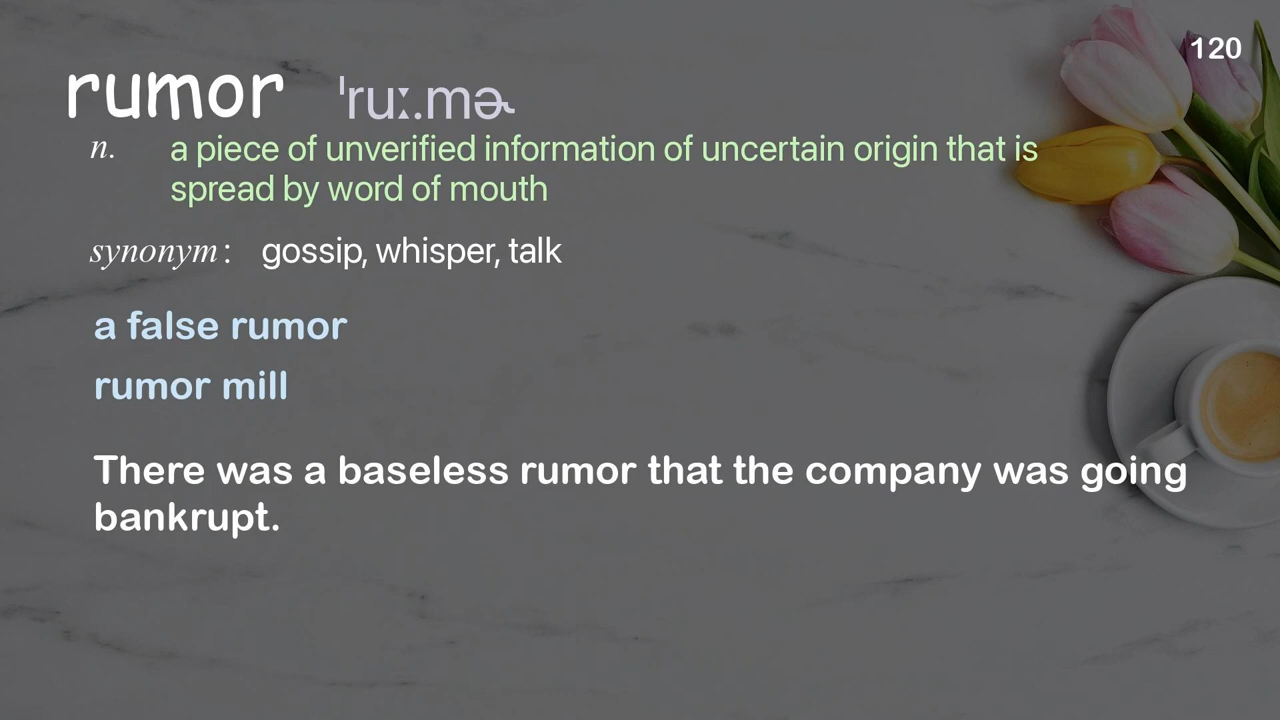 120
rumor ˈruː.mɚ
n. a piece of unverified information of uncertain origin that is
spread by word of mouth
synonym : gossip, whisper, talk
a false rumor
rumor mill
There was a baseless rumor that the company was going
bankrupt.